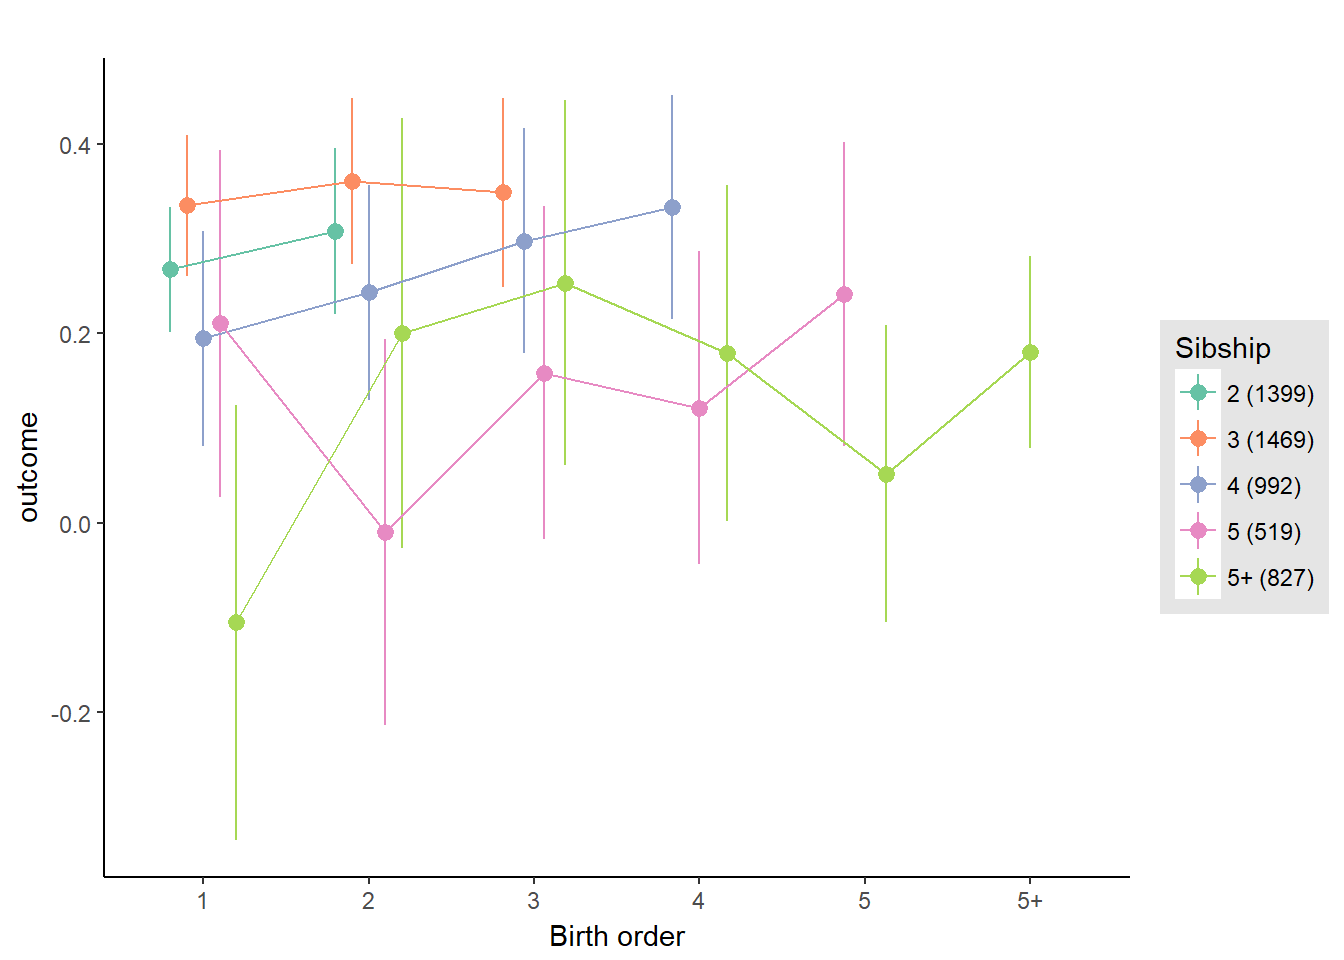 0.4
0.2
0.0
-0.2
outcome
1 2 3 4 5 5+
Birth order
Sibship
2 (1399)
3 (1469)
4 (992)
5 (519)
5+ (827)